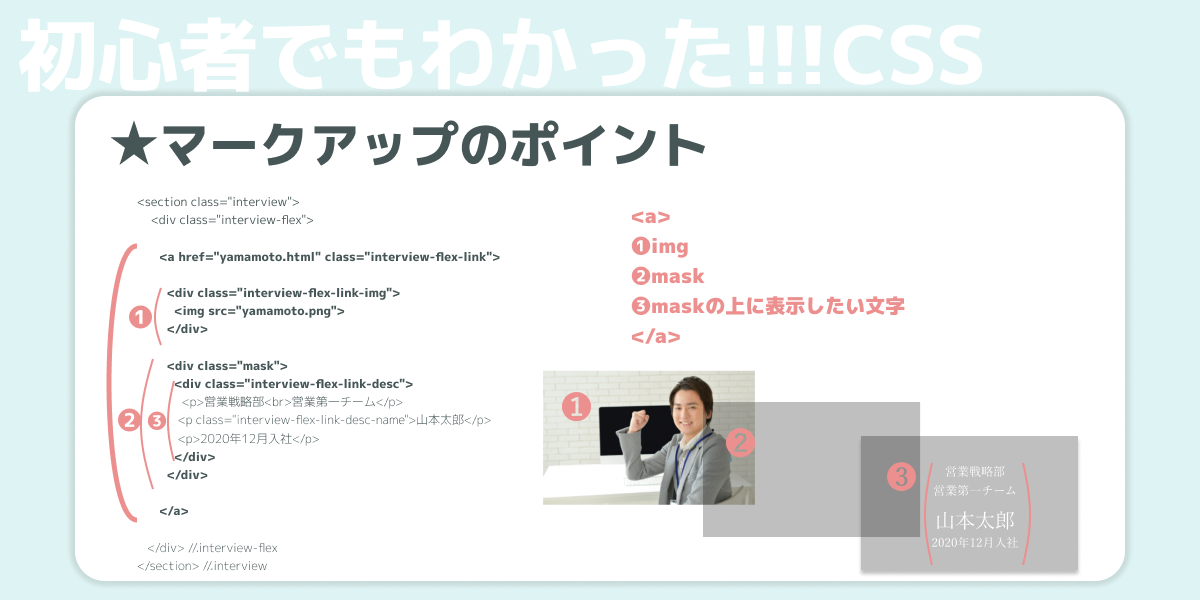 初心者でもわかった!!!CSS
★マークアップのポイント
<section class="interview">
<div class="interview-flex">
<a href="yamamoto.html" class="interview-flex-link">
❶
<div class="interview-flex-link-img">
<img src="yamamoto.png">
</div>
❷
<div class="mask">
❸
<div class="interview-flex-link-desc">
<p>営業戦略部<br>営業第一チーム</p>
<p class="interview-flex-link-desc-name">山本太郎</p>
<p>2020年12月入社</p>
</div>
</div>
</a>
</div> //.interview-flex
</section> //.interview
<a>
❶img
❷mask
❸maskの上に表示したい文字
</a>
❶
❷
❸
営業戦略部
営業第一チーム
山本太郎
2020年12月入社